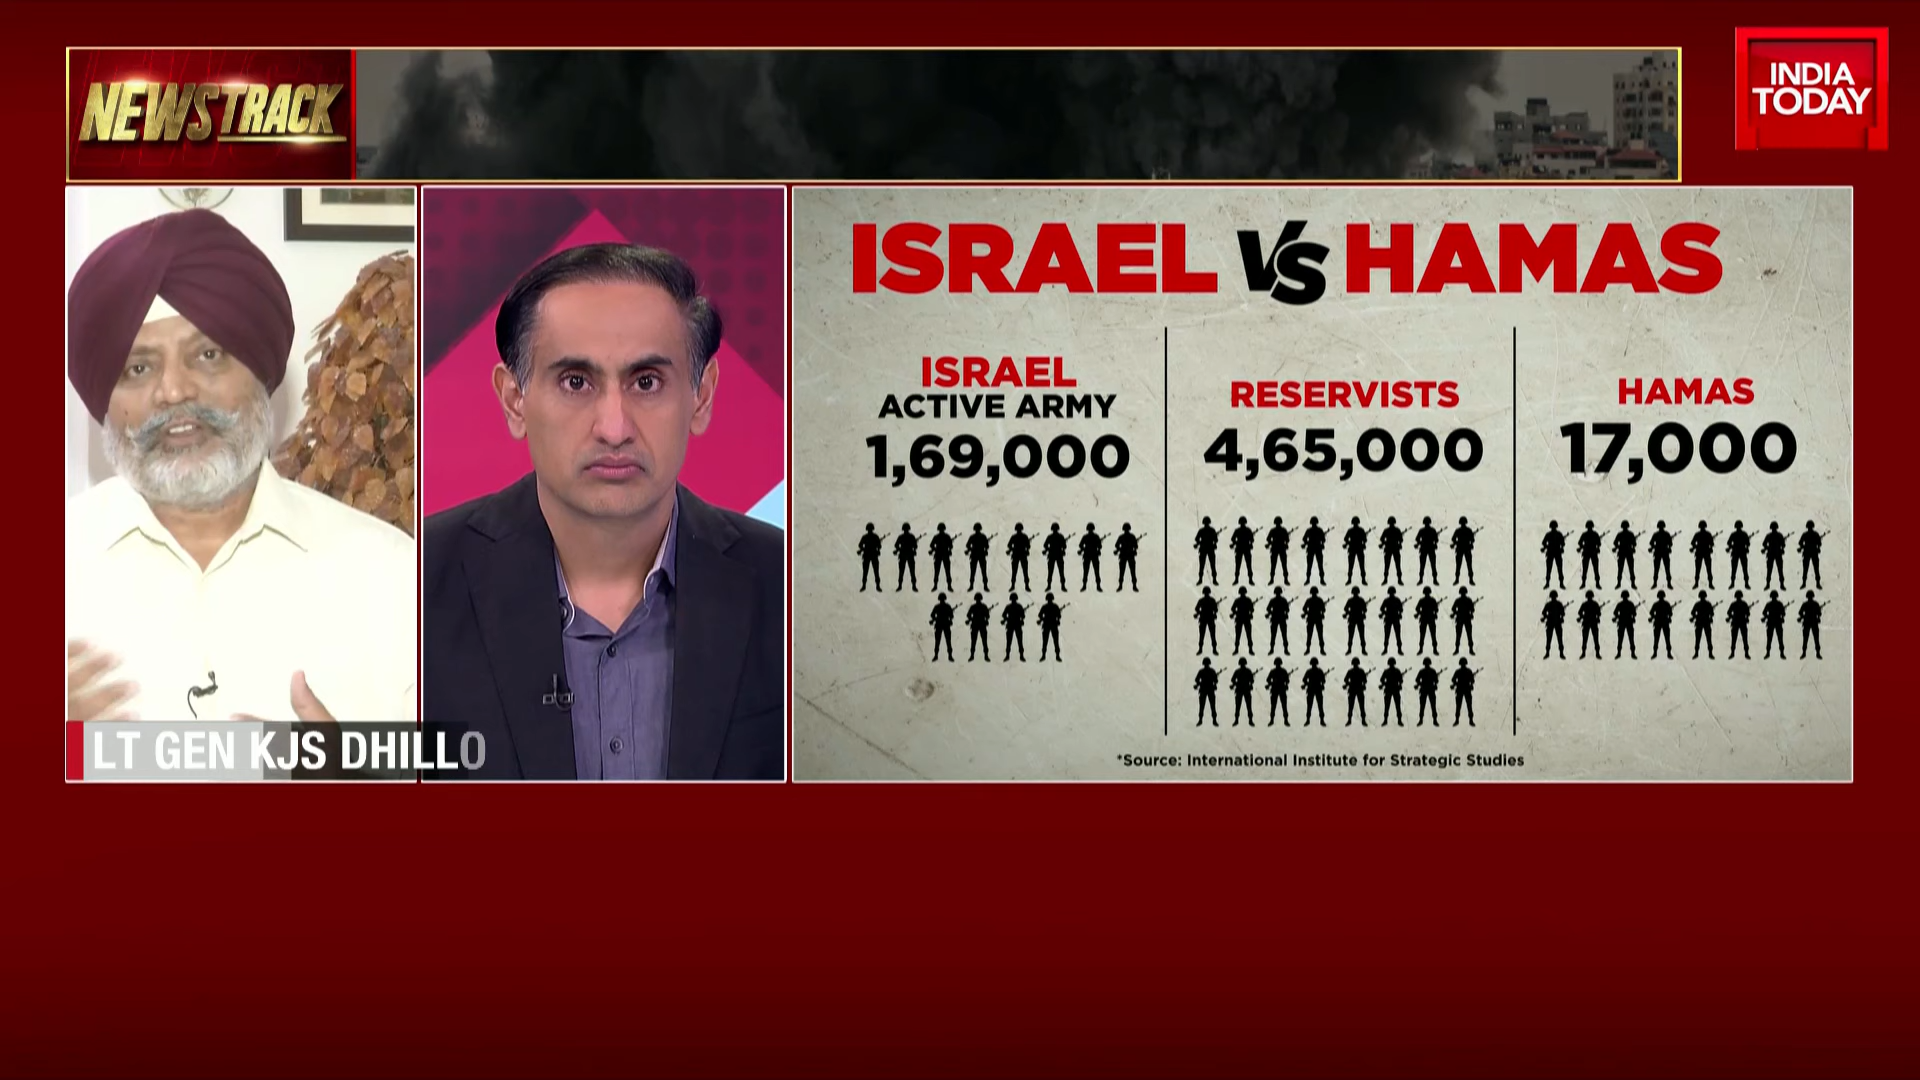 NEWSTRACK
INDIA
TODAY
ISRAEL VS HAMAS
ISRAEL
ACTIVE ARMY
1,69,000
RESERVISTS
4,65,000
HAMAS
17,000
*Source: International Institute for Strategic Studies
LT GEN KJS DHILLO